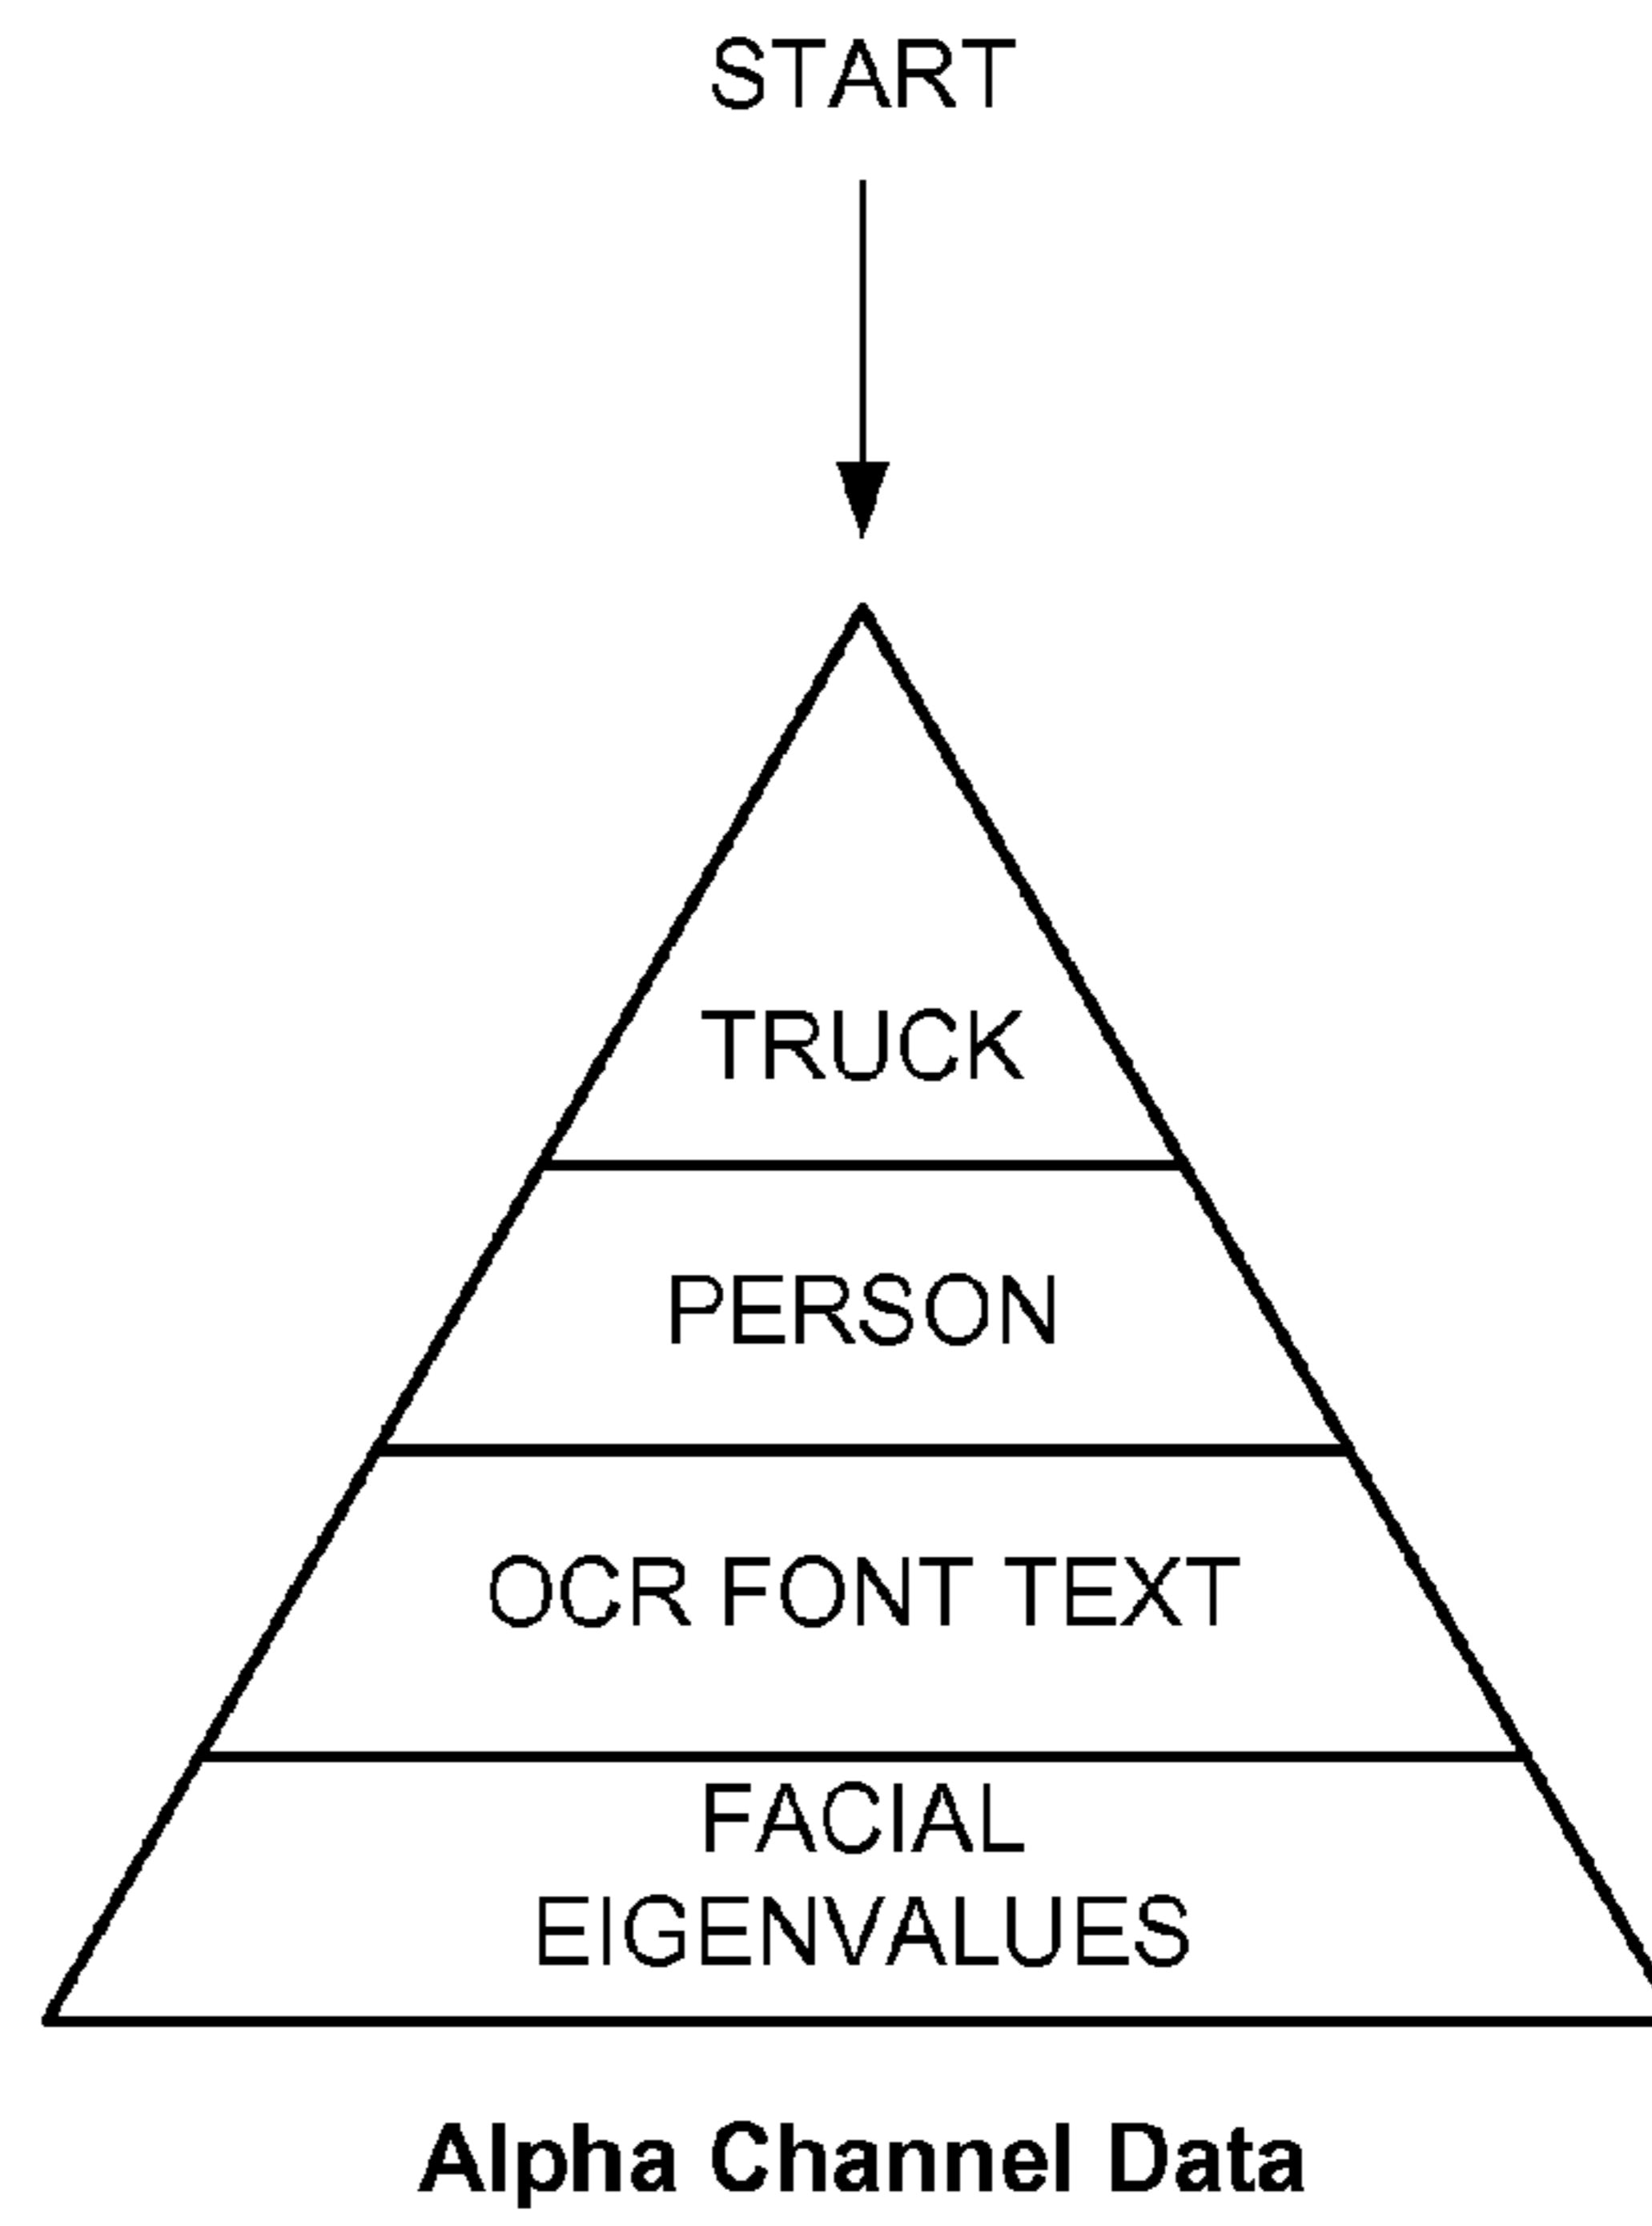 START
TRUCK
PERSON
OCR FONT TEXT
FACIAL
EIGENVALUES
Alpha Channel Data